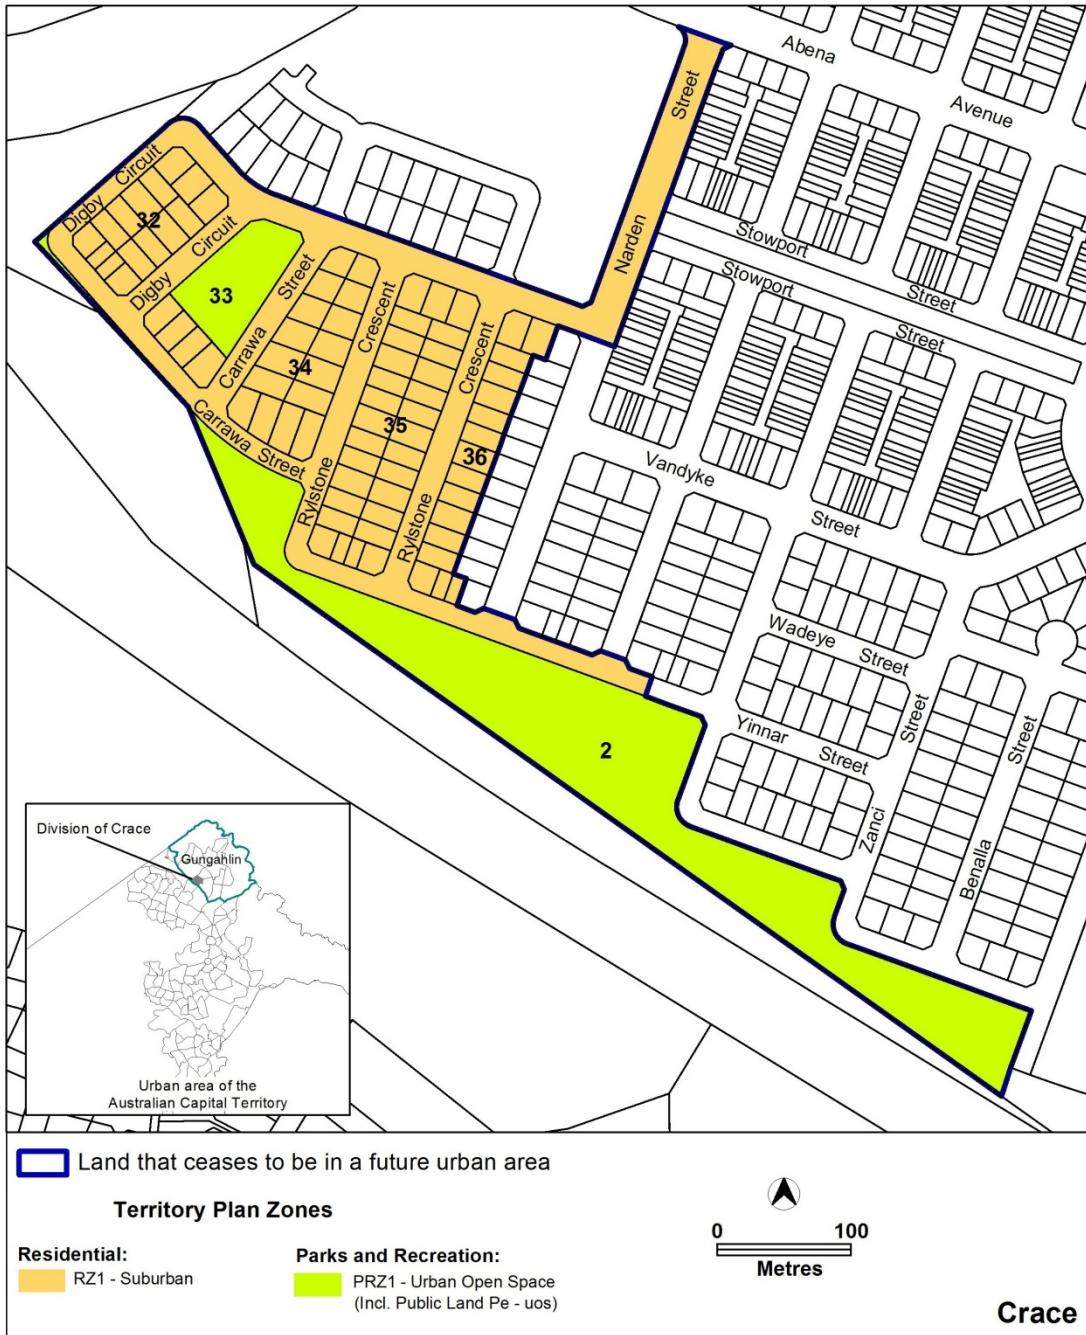 Abena
Avenue
Street
Narden
Digby Circuit
32
Digby Circuit
33
Carrawa Street
34
Crescent
Rylstone
35
Crescent
Rylstone
36
Carrawa Street
Stowport
Street
Stowport
Street
Vandyke
Street
Wadeye Street
Yinnar Street
Zanci
Street
Benalla
Street
2
Division of Crace
Gungahlin
Urban area of the
Australian Capital Territory
Land that ceases to be in a future urban area
Territory Plan Zones
Residential:
RZ1 - Suburban
Parks and Recreation:
PRZ1 - Urban Open Space
(Incl. Public Land Pe - uos)
0 100
Metres
Crace